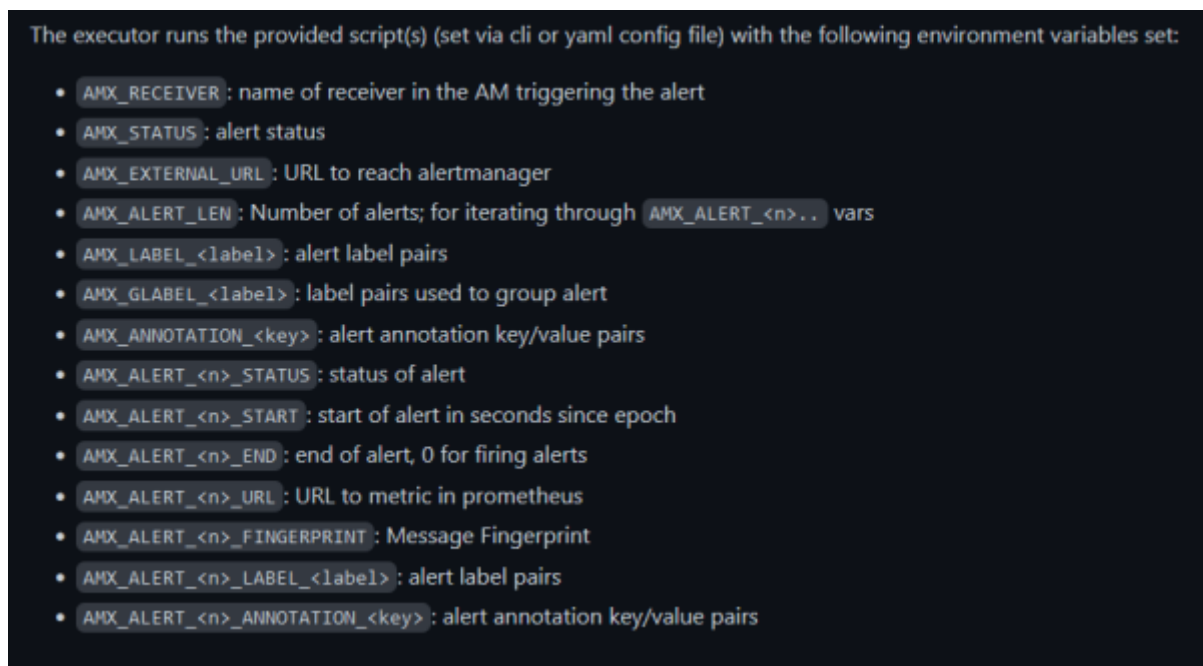 The executor runs the provided script(s) (set via cli or yaml config file) with the following environment variables set:
• AMX_RECEIVER : name of receiver in the AM triggering the alert
• AMX_STATUS : alert status
• AMX_EXTERNAL_URL : URL to reach alertmanager
• AMX_ALERT_LEN : Number of alerts; for iterating through AMX_ALERT_<n>.. vars
• AMX_LABEL_<label> : alert label pairs
• AMX_GLABEL_<label> : label pairs used to group alert
• AMX_ANNOTATION_<key> : alert annotation key/value pairs
• AMX_ALERT_<n>_STATUS : status of alert
• AMX_ALERT_<n>_START : start of alert in seconds since epoch
• AMX_ALERT_<n>_END : end of alert, 0 for firing alerts
• AMX_ALERT_<n>_URL : URL to metric in prometheus
• AMX_ALERT_<n>_FINGERPRINT : Message Fingerprint
• AMX_ALERT_<n>_LABEL_<label> : alert label pairs
• AMX_ALERT_<n>_ANNOTATION_<key> : alert annotation key/value pairs